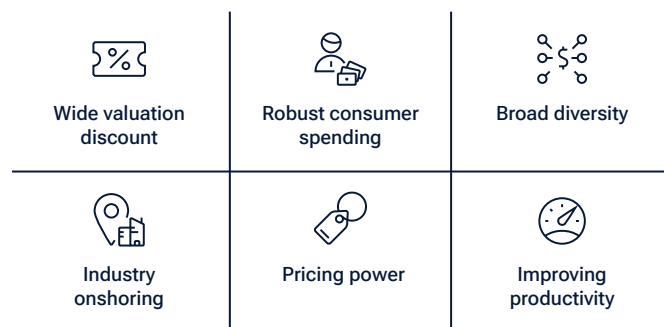 Wide valuation
discount
Robust consumer
spending
Broad diversity
Industry
onshoring
Pricing power
Improving
productivity